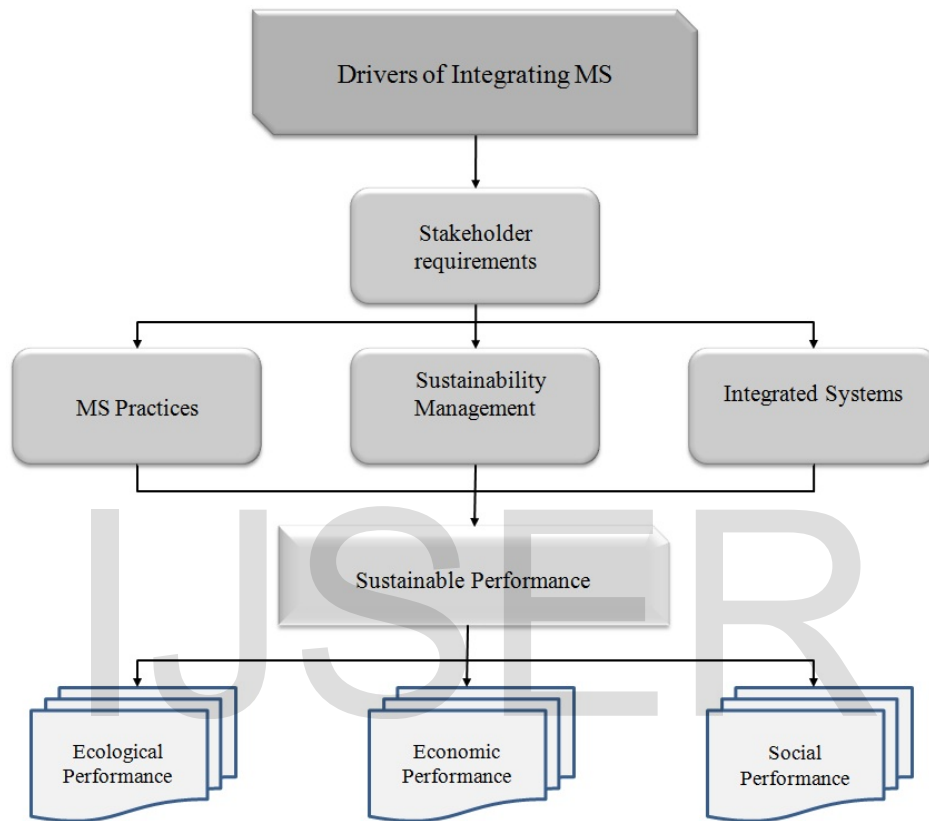 Drivers of Integrating MS
Stakeholder
requirements
MS Practices
Sustainability
Management
Integrated Systems
IJSER
Sustainable Performance
Ecological
Performance
Economic
Performance
Social
Performance